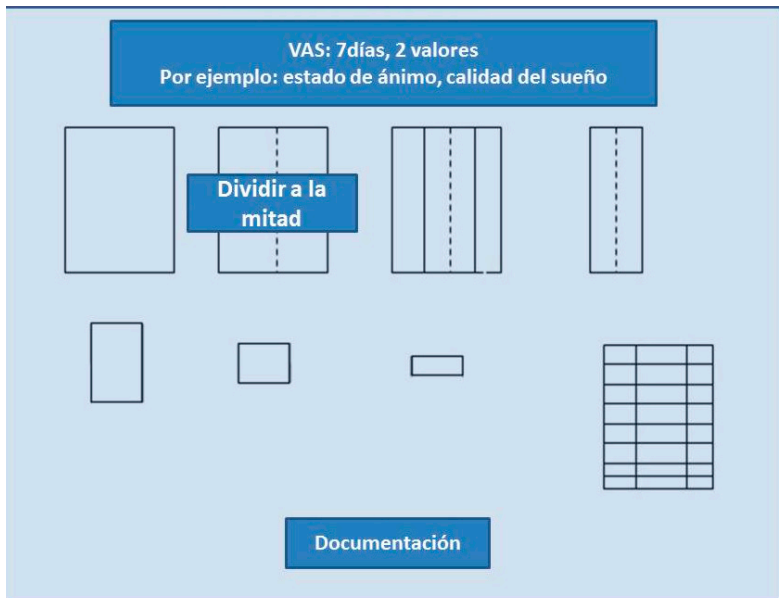 VAS: 7días, 2 valores
Por ejemplo: estado de ánimo, calidad del sueño
Dividir a la
mitad
Documentación